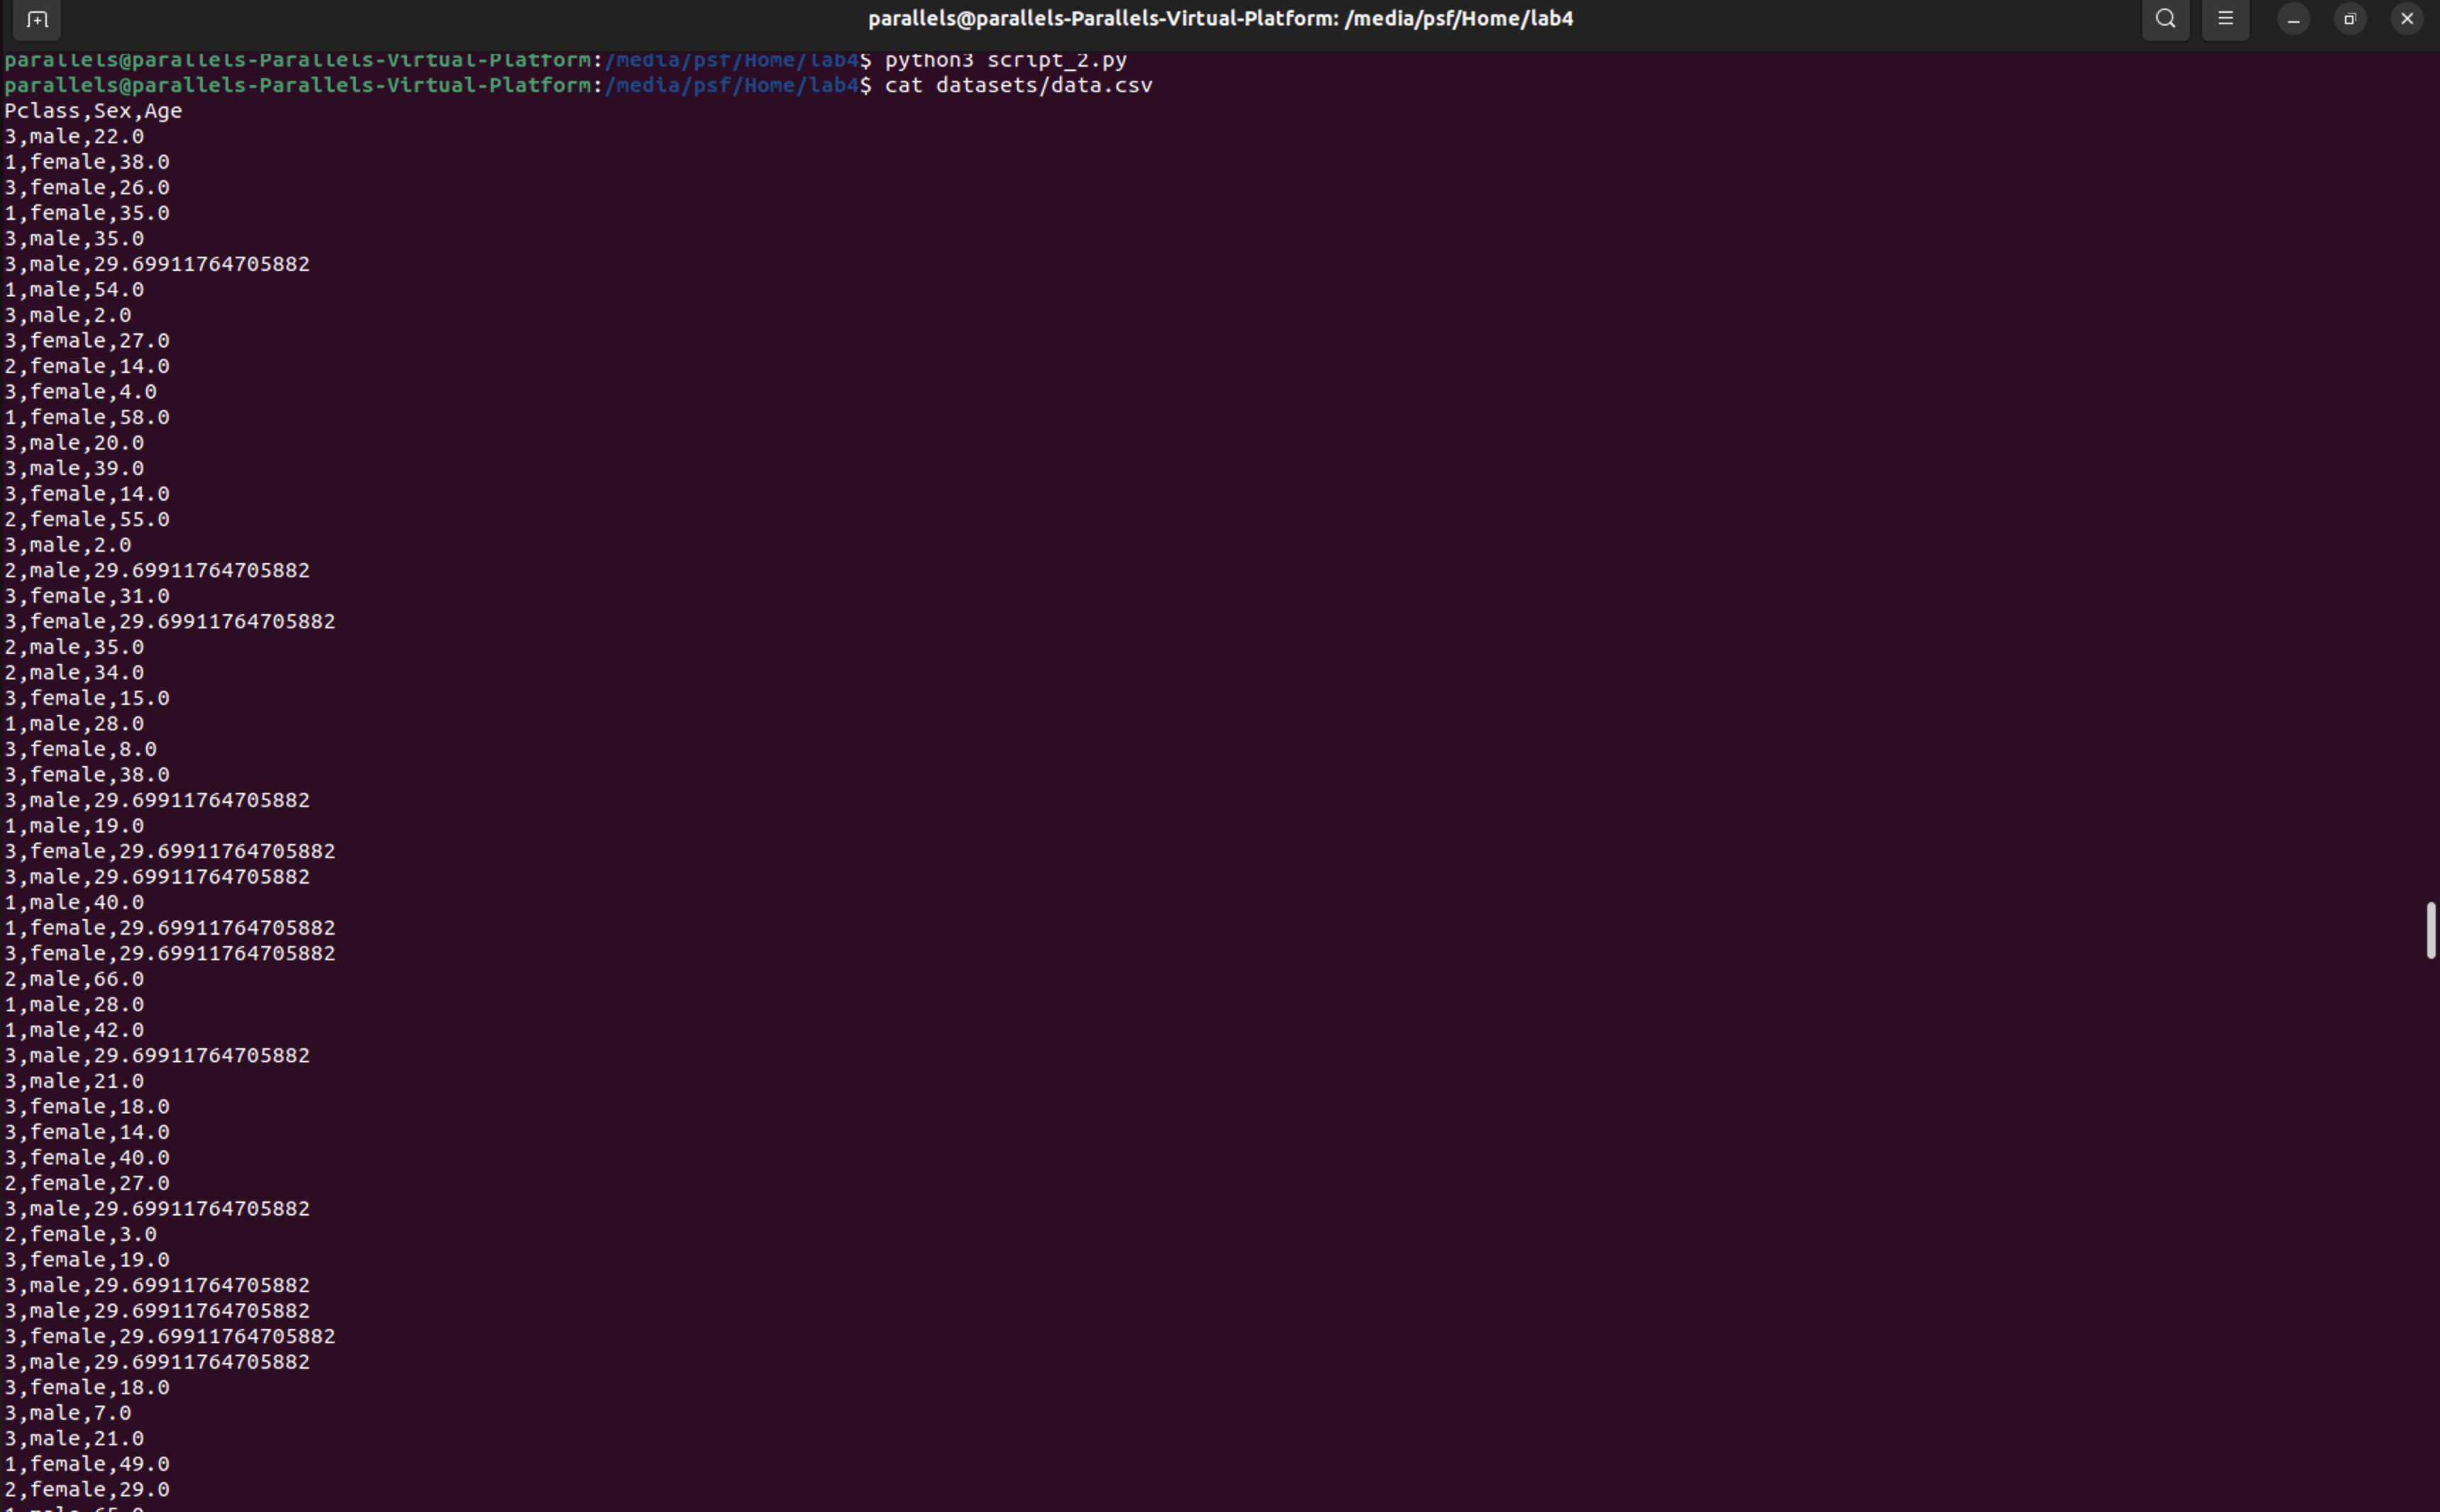 parallels@parallels-Parallels-Virtual-Platform: /media/psf/Home/lab4
parallels@parallels-Parallels-Virtual-Platform:/media/psf/Home/lab4$ python3 script_2.py
parallels@parallels-Parallels-Virtual-Platform:/media/psf/Home/lab4$ cat datasets/data.csv
Pclass,Sex,Age
3,male,22.0
1,female,38.0
3,female,26.0
1,female,35.0
3,male,35.0
3,male,29.69911764705882
1,male,54.0
3,male,2.0
3,female,27.0
2,female,14.0
3,female,4.0
1,female,58.0
3,male,20.0
3,male,39.0
3,female,14.0
2,female,55.0
3,male,2.0
2,male,29.69911764705882
3,female,31.0
3,female,29.69911764705882
2,male,35.0
2,male,34.0
3,female,15.0
1,male,28.0
3,female,8.0
3,female,38.0
3,male,29.69911764705882
1,male,19.0
3,female,29.69911764705882
3,male,29.69911764705882
1,male,40.0
1,female,29.69911764705882
3,female,29.69911764705882
2,male,66.0
1,male,28.0
1,male,42.0
3,male,29.69911764705882
3,male,21.0
3,female,18.0
3,female,14.0
3,female,40.0
2,female,27.0
3,male,29.69911764705882
2,female,3.0
3,female,19.0
3,male,29.69911764705882
3,male,29.69911764705882
3,female,29.69911764705882
3,male,29.69911764705882
3,female,18.0
3,male,7.0
3,male,21.0
1,female,49.0
2,female,29.0